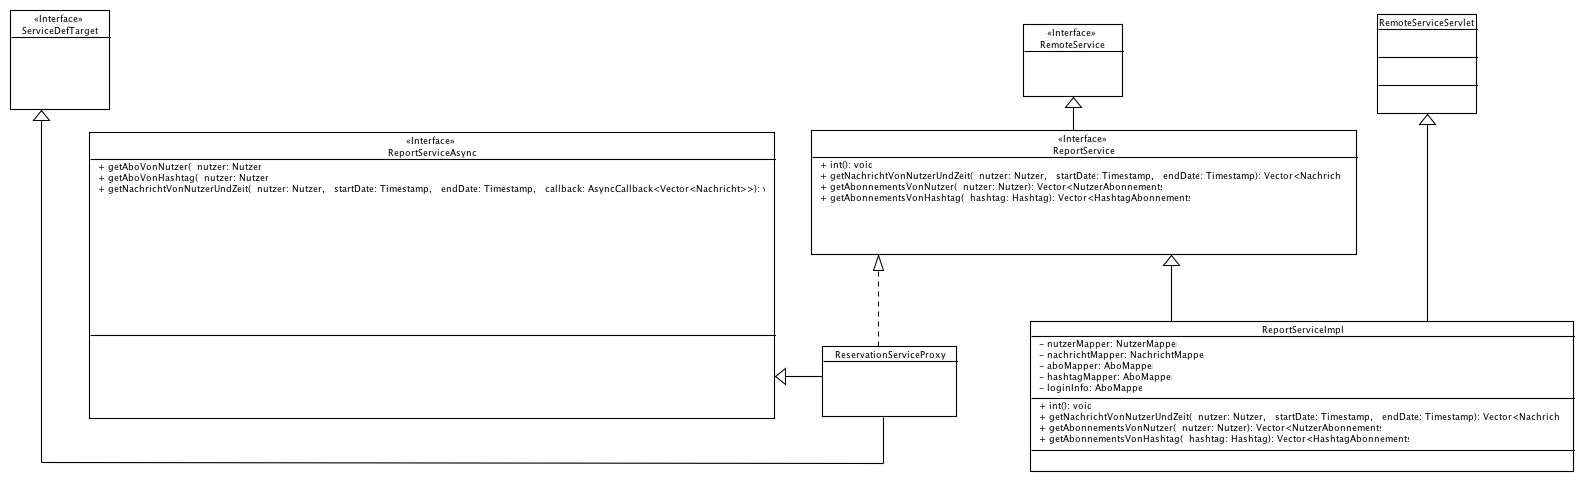 «Interface»
ServiceDefTarget
«Interface»
RemoteService
RemoteServiceServlet
«Interface»
ReportServiceAsync
+ getAboVonNutzer( nutzer: Nutzer
+ getAboVonHashtag( nutzer: Nutzer
+ getNachrichtVonNutzerUndZeit( nutzer: Nutzer, startDate: Timestamp, endDate: Timestamp, callback: AsyncCallback<Vector<Nachricht>>):
«Interface»
ReportService
+ int(): voic
+ getNachrichtVonNutzerUndZeit( nutzer: Nutzer, startDate: Timestamp, endDate: Timestamp): Vector<Nachrich
+ getAbonnementsVonNutzer( nutzer: Nutzer): Vector<NutzerAbonnement
+ getAbonnementsVonHashtag( hashtag: Hashtag): Vector<HashtagAbonnement
ReservationServiceProxy
ReportServiceImpl
- nutzerMapper: NutzerMappe
- nachrichtMapper: NachrichtMappe
- aboMapper: AboMappe
- hashtagMapper: AboMappe
- loginInfo: AboMappe
+ int(): voic
+ getNachrichtVonNutzerUndZeit( nutzer: Nutzer, startDate: Timestamp, endDate: Timestamp): Vector<Nachrich
+ getAbonnementsVonNutzer( nutzer: Nutzer): Vector<NutzerAbonnement
+ getAbonnementsVonHashtag( hashtag: Hashtag): Vector<HashtagAbonnement